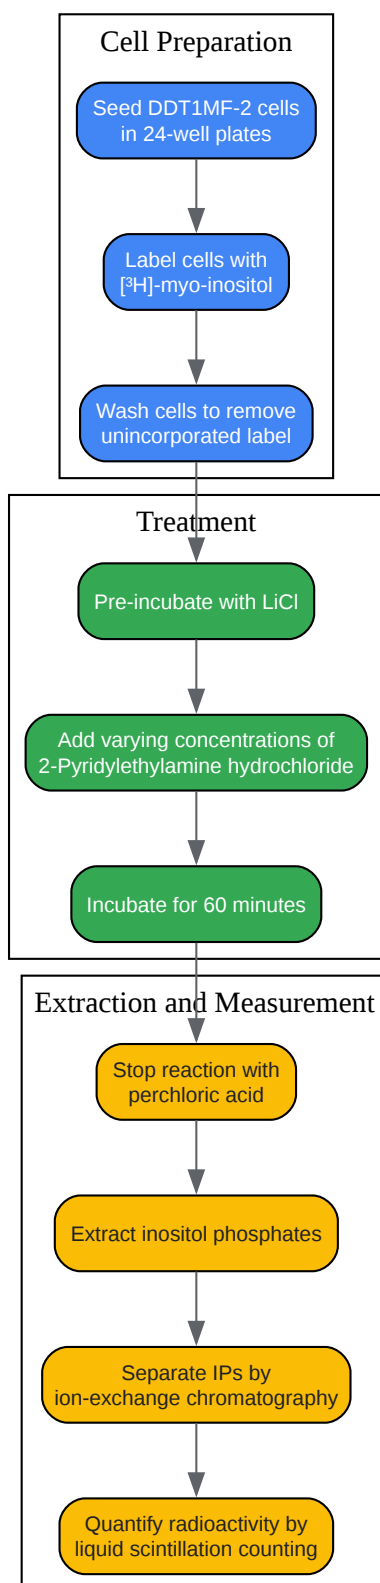 Cell Preparation
Seed DDT1MF-2 cells
in 24-well plates
Label cells with
[³H]-myo-inositol
Wash cells to remove
unincorporated label
Treatment
Pre-incubate with LiCl
Add varying concentrations of
2-Pyridylethylamine hydrochloride
Incubate for 60 minutes
Extraction and Measurement
Stop reaction with
perchloric acid
Extract inositol phosphates
Separate IPs by
ion-exchange chromatography
Quantify radioactivity by
liquid scintillation counting